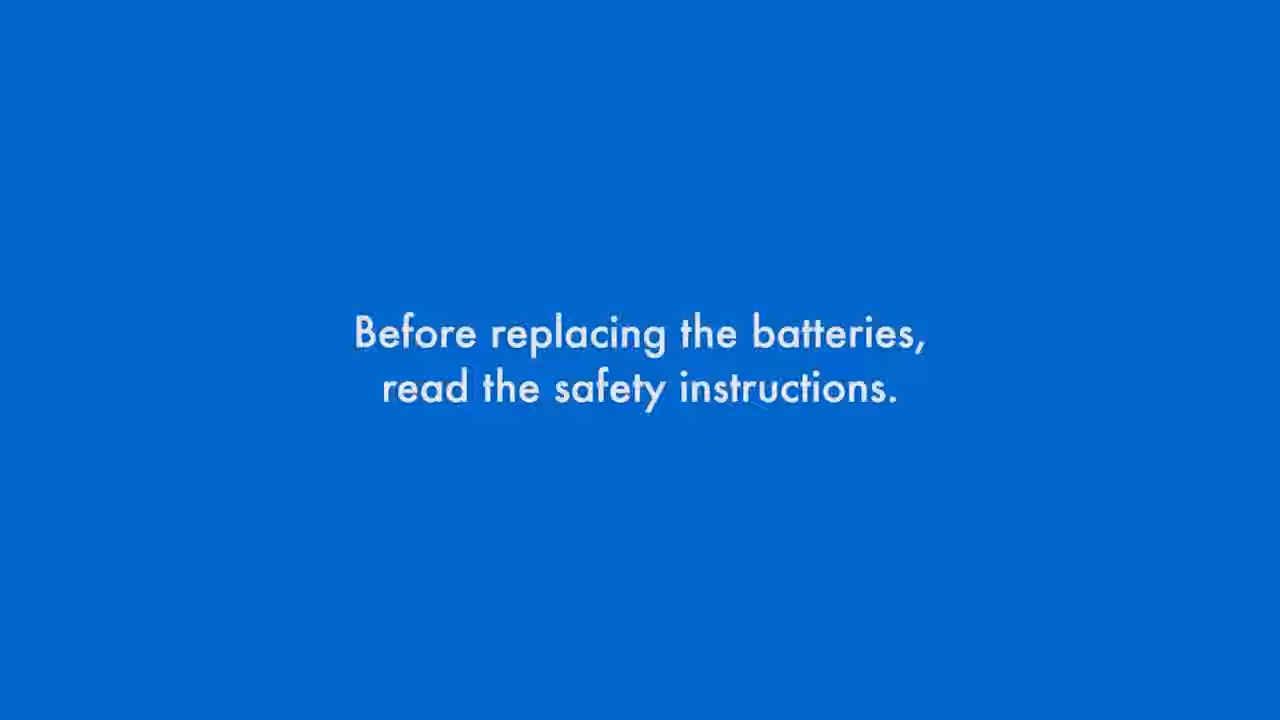 Before replacing the batteries,
read the safety instructions.